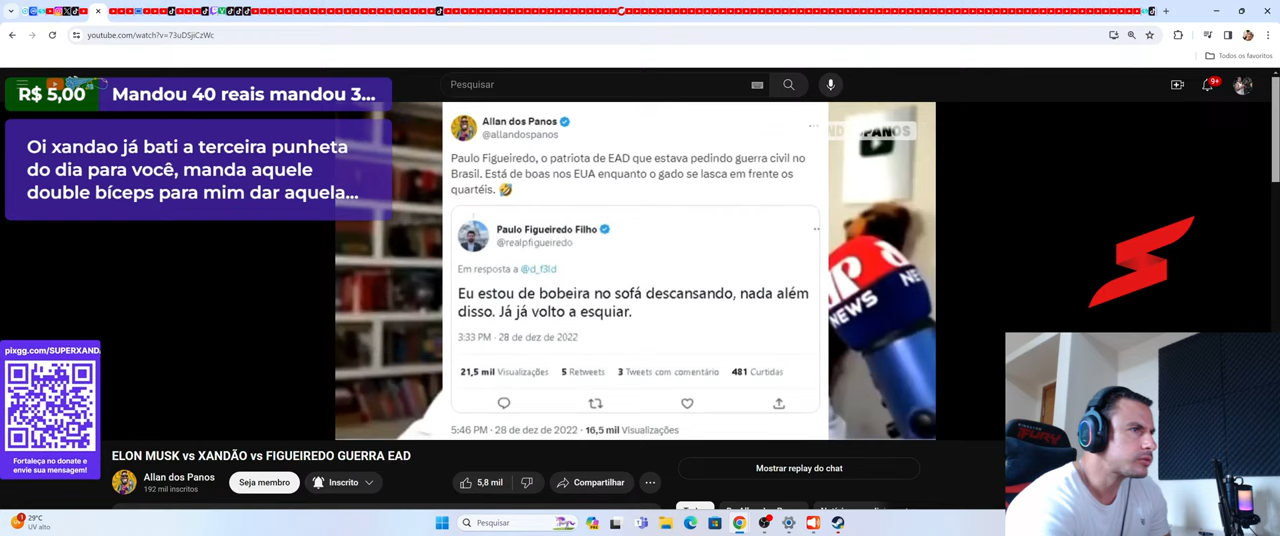 youtube.com/watch?v=73uDSjiCzWc
Todos os favoritos
R$ 5,00
Mandou 40 reais mandou 3...
Oi xandao já bati a terceira punheta
do dia para você, manda aquele
double bíceps para mim dar aquela...
Pesquisar
9+
Allan dos Panos
@allandospanos
PANOS
Paulo Figueiredo, o patriota de EAD que estava pedindo guerra civil no
Brasil. Está de boas nos EUA enquanto o gado se lasca em frente os
quartéis. 🤣
Paulo Figueiredo Filho
@realpfigueiredo
Em resposta a @d_f3ld
Eu estou de bobeira no sofá descansando, nada além
disso. Já já volto a esquiar.
3:33 PM · 28 de dez de 2022
21,5 mil Visualizações 5 Retweets 3 Tweets com comentário 481 Curtidas
5:46 PM · 28 de dez de 2022 · 16,5 mil Visualizações
JP
NEWS
pixgg.com/SUPERXAND
Fortaleça no donate e
envie sua mensagem!
ELON MUSK vs XANDÃO vs FIGUEIREDO GUERRA EAD
Allan dos Panos
192 mil inscritos
Seja membro
Inscrito
5,8 mil
Compartilhar
Mostrar replay do chat
1
29°C
UV alto
Pesquisar
FURY